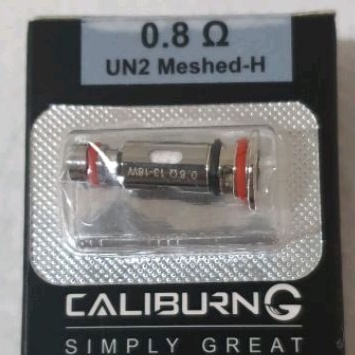 0.8 Ω
UN2 Meshed-H
0.8Ω 13-18W
CALIBURN G
SIMPLY GREAT